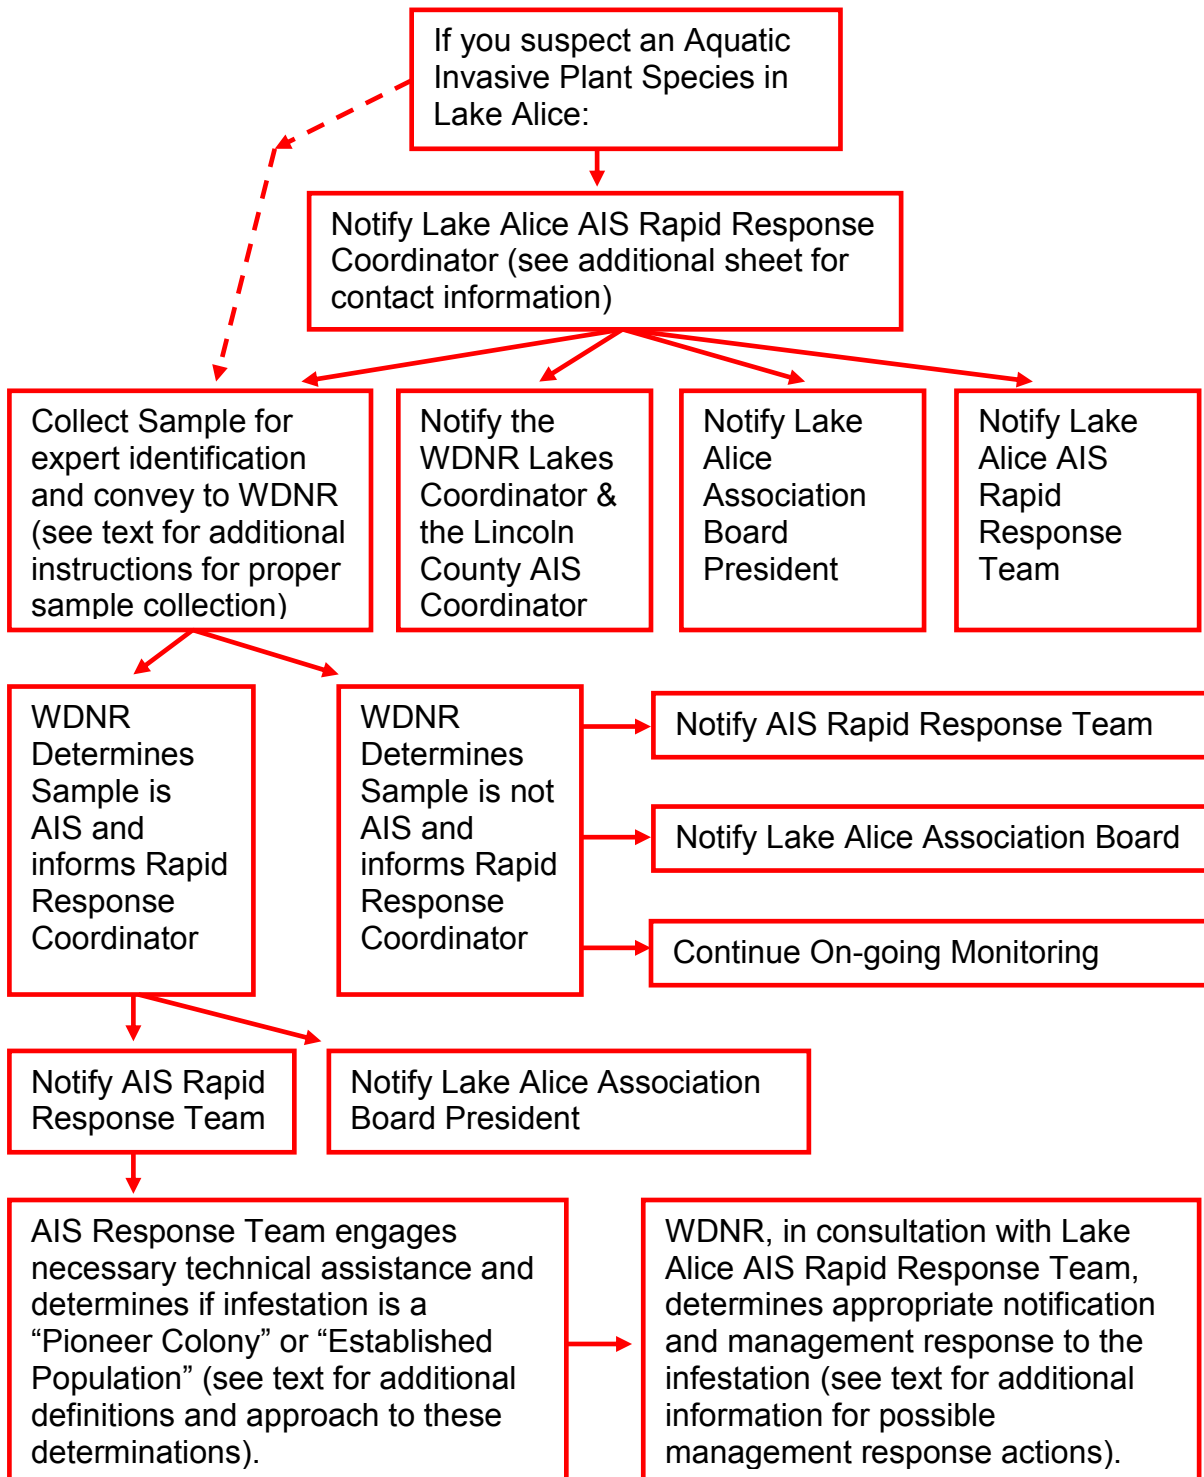 If you suspect an Aquatic
Invasive Plant Species in
Lake Alice:
Notify Lake Alice AIS Rapid Response
Coordinator (see additional sheet for
contact information)
Collect Sample for
expert identification
and convey to WDNR
(see text for additional
instructions for proper
sample collection)
Notify the
WDNR Lakes
Coordinator &
the Lincoln
County AIS
Coordinator
Notify Lake
Alice
Association
Board
President
Notify Lake
Alice AIS
Rapid
Response
Team
WDNR
Determines
Sample is
AIS and
informs Rapid
Response
Coordinator
WDNR
Determines
Sample is not
AIS and
informs Rapid
Response
Coordinator
Notify AIS Rapid Response Team
Notify Lake Alice Association Board
Continue On-going Monitoring
Notify AIS Rapid
Response Team
Notify Lake Alice Association
Board President
AIS Response Team engages
necessary technical assistance and
determines if infestation is a
“Pioneer Colony” or “Established
Population” (see text for additional
definitions and approach to these
determinations).
WDNR, in consultation with Lake
Alice AIS Rapid Response Team,
determines appropriate notification
and management response to the
infestation (see text for additional
information for possible
management response actions).